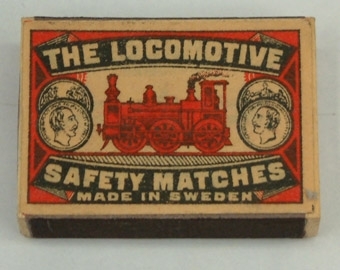 THE LOCOMOTIVE
SAFETY MATCHES
MADE IN SWEDEN